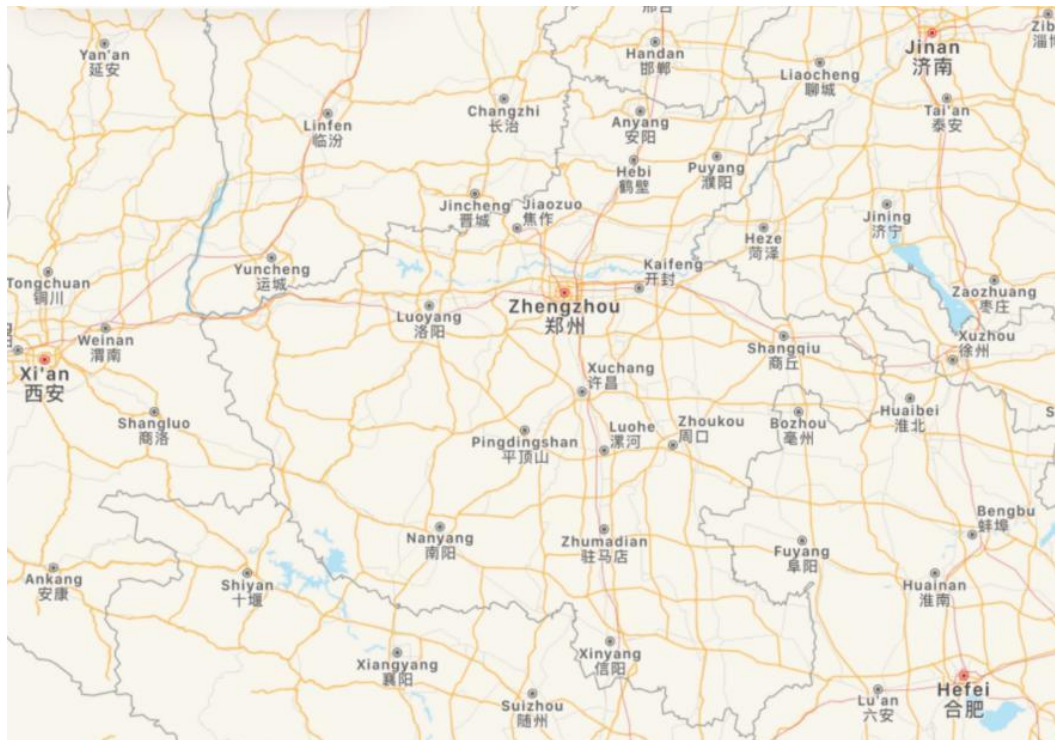 邢台
Jinan
济南
Yan'an
延安
Handan
邯郸
Liaocheng
聊城
Changzhi
长治
Tai'an
泰安
Linfen
临汾
Anyang
安阳
Hebi
鹤壁
Puyang
濮阳
Jincheng
晋城
Jiaozuo
焦作
Jining
济宁
Heze
菏泽
Yuncheng
运城
Kaifeng
开封
Tongchuan
铜川
Zaozhuang
枣庄
Zhengzhou
郑州
Luoyang
洛阳
Weinan
渭南
Shangqiu
商丘
Xuzhou
徐州
Xi'an
西安
Xuchang
许昌
Shangluo
商洛
Pingdingshan
平顶山
Luohe
漯河
Zhoukou
周口
Bozhou
亳州
Huaibei
淮北
Nanyang
南阳
Zhumadian
驻马店
Bengbu
蚌埠
Fuyang
阜阳
Ankang
安康
Shiyan
十堰
Huainan
淮南
Xiangyang
襄阳
Xinyang
信阳
Suizhou
随州
Lu'an
六安
Hefei
合肥